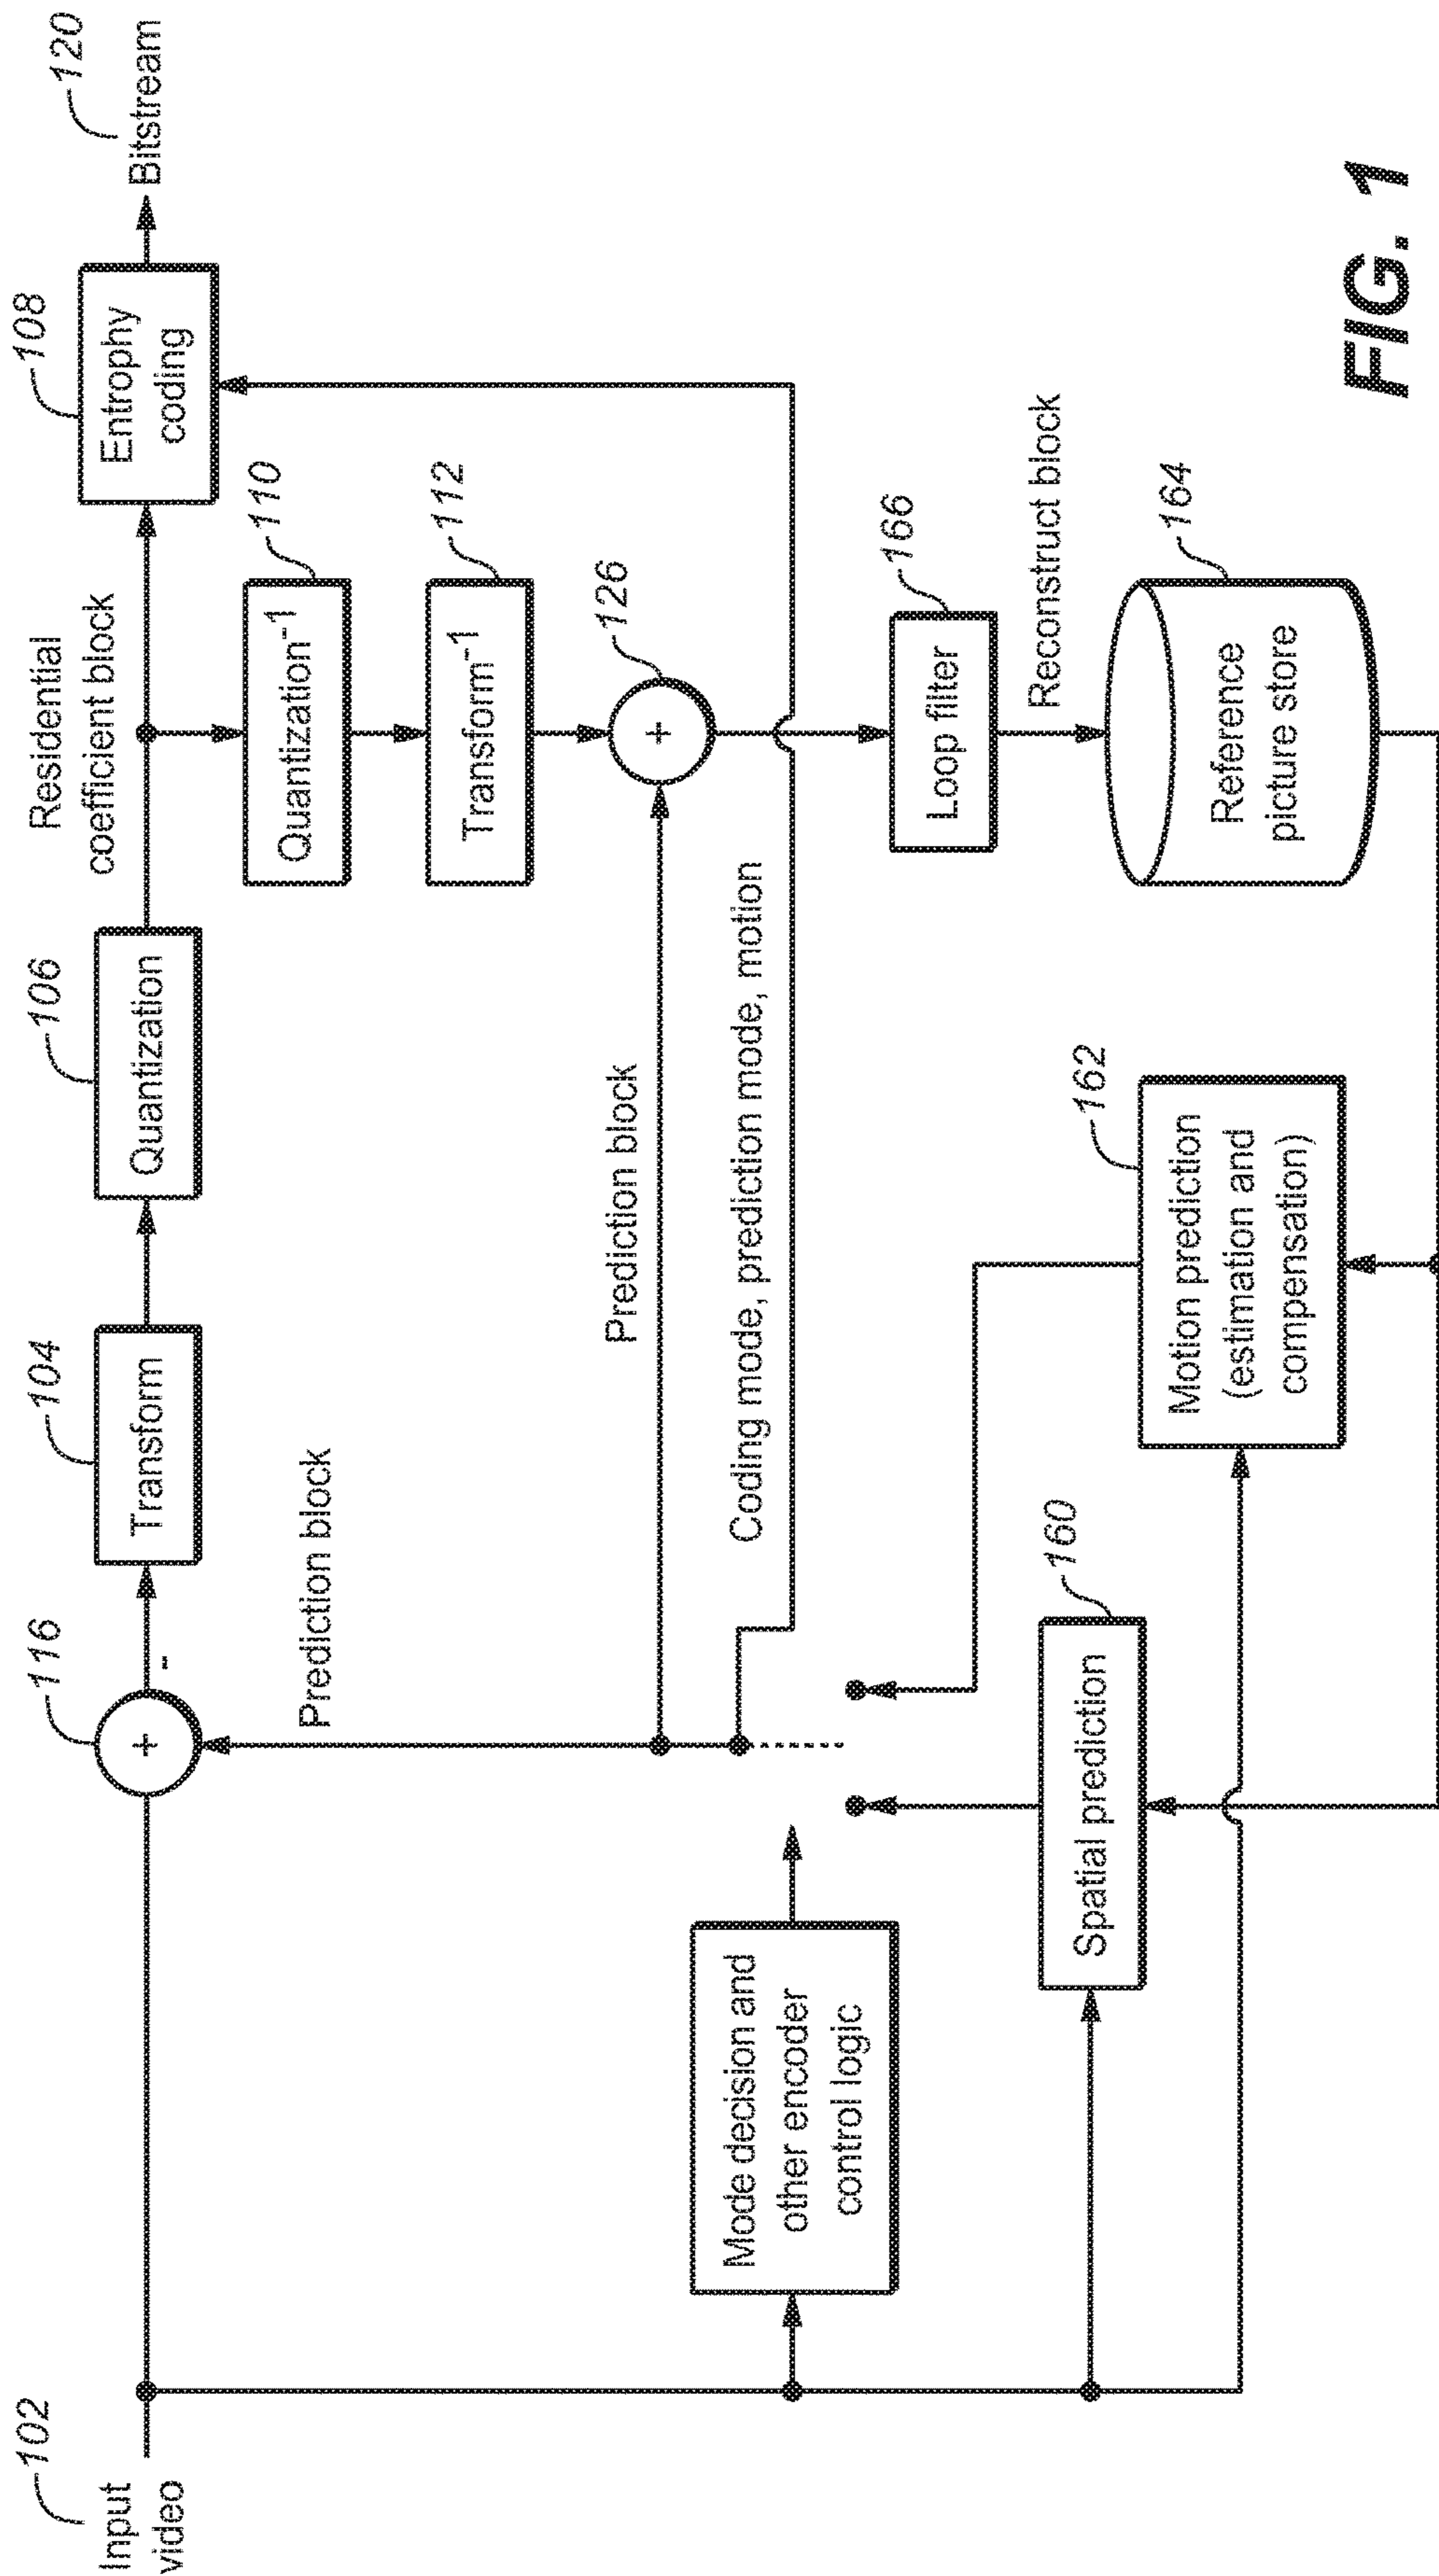 102
Input
video
116
+
-
104
Transform
106
Quantization
Residential
coefficient block
108
Entrophy
coding
120
Bitstream
Quantization-1
110
Transform-1
112
Prediction block
Prediction block
126
+
Coding mode, prediction mode, motion
Mode decision and
other encoder
control logic
Loop filter
166
Reconstruct block
Spatial prediction
160
Motion prediction
(estimation and
compensation)
162
Reference
picture store
164
FIG. 1